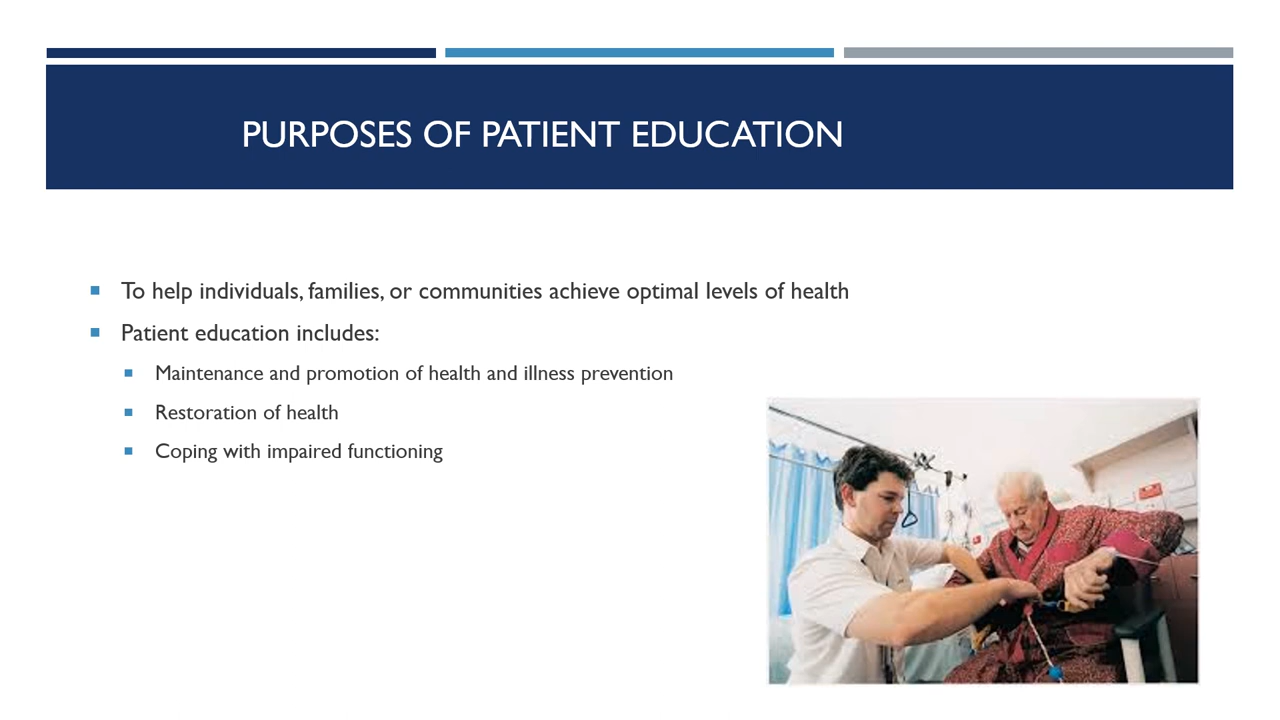 PURPOSES OF PATIENT EDUCATION
To help individuals, families, or communities achieve optimal levels of health
Patient education includes:
Maintenance and promotion of health and illness prevention
Restoration of health
Coping with impaired functioning